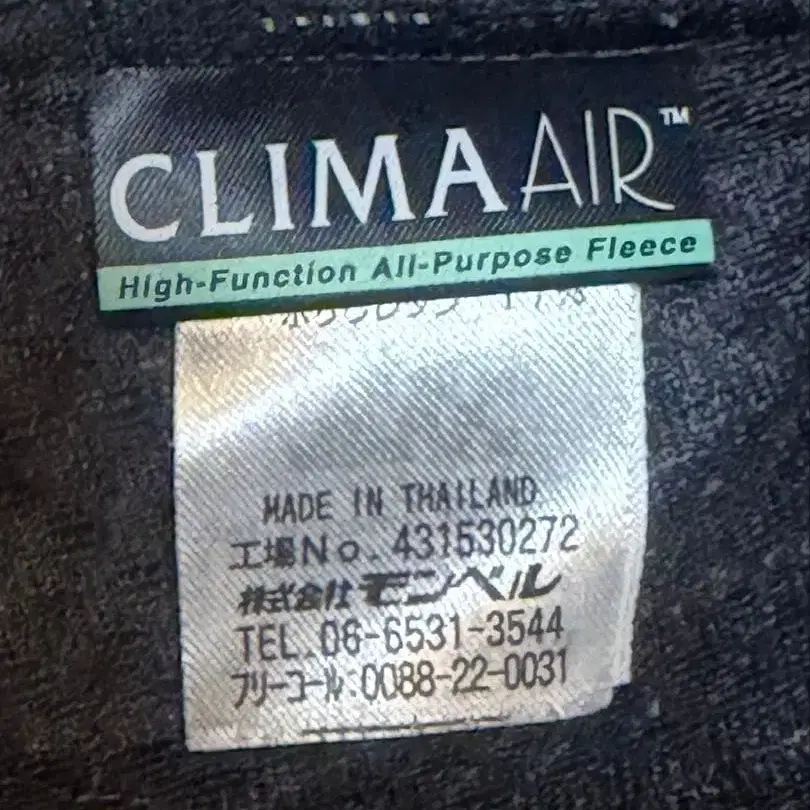 CLIMAAIR™
High-Function All-Purpose Fleece
MADE IN THAILAND
工場No.431530272
株式会社モンベル
TEL.06-6531-3544
フリーコール:0088-22-0031